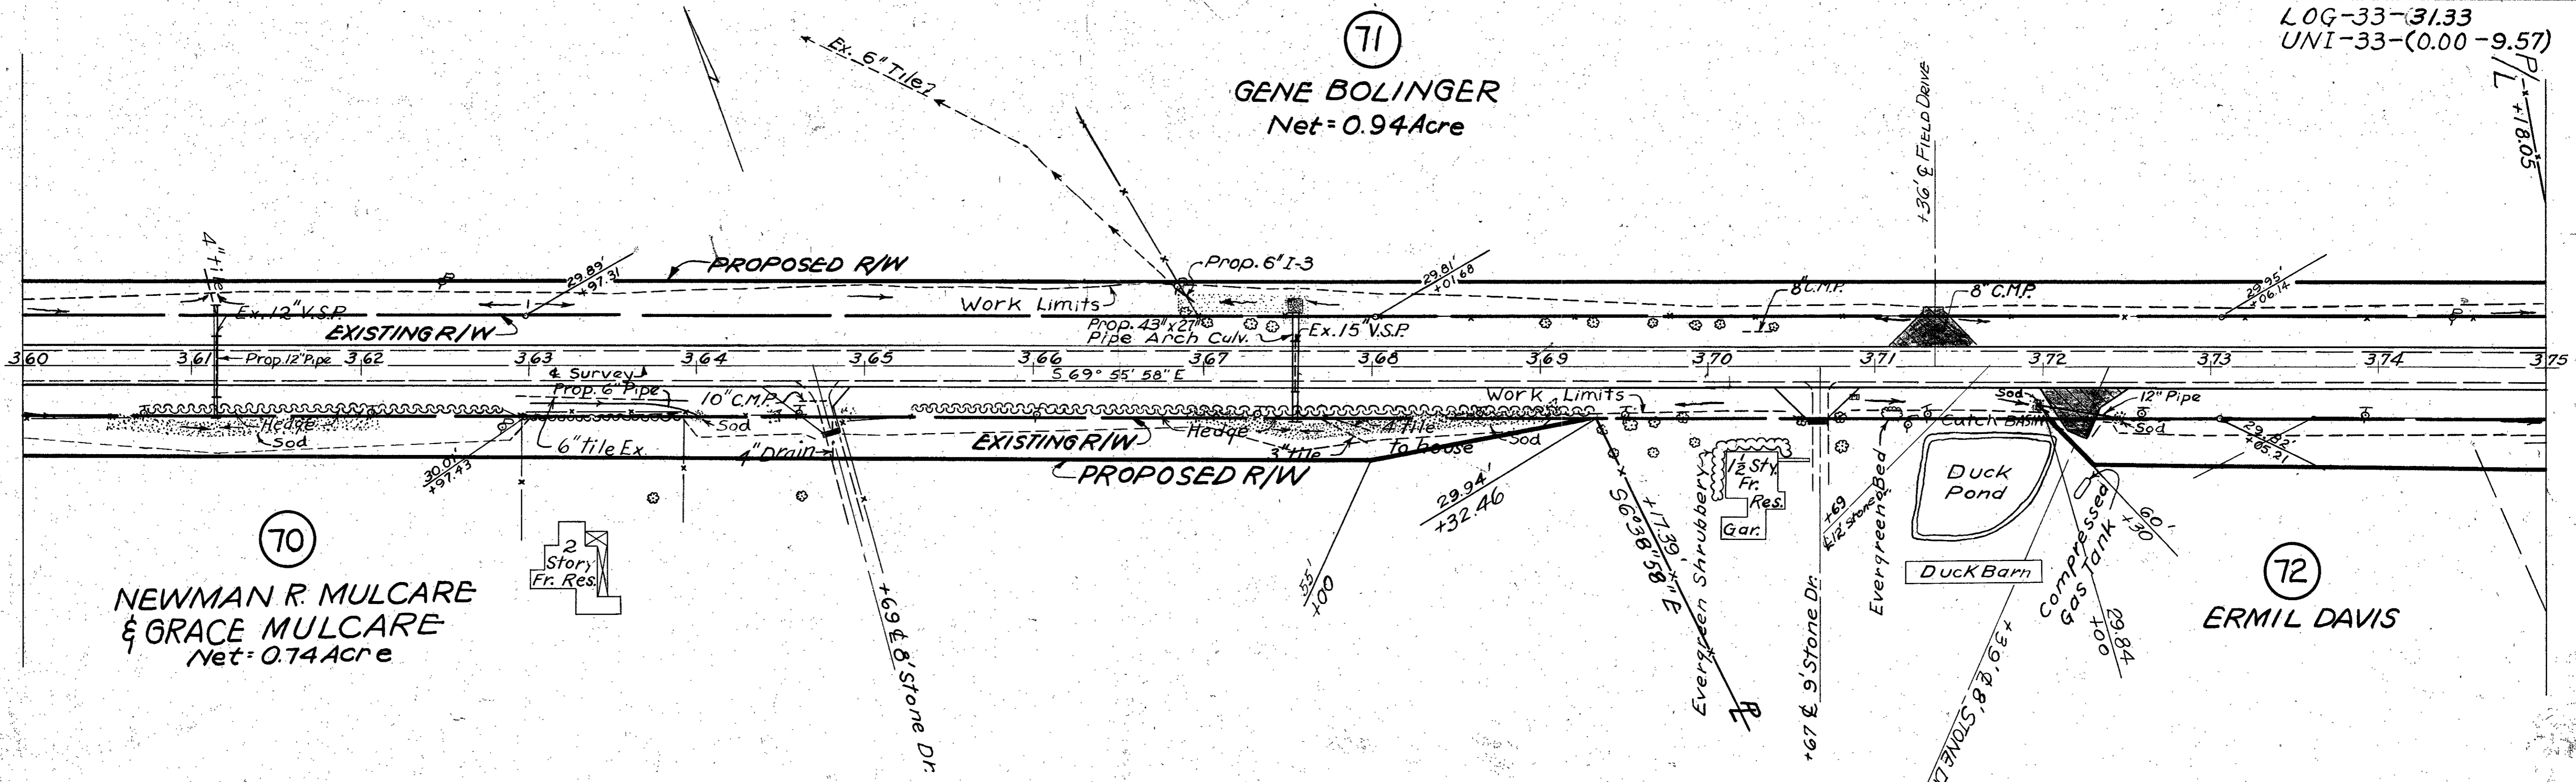 LOG-33-(31.33
UNI-33-(0.00-9.57)
P/L
+18.05
71
GENE BOLINGER
Net=0.94 Acre
Ex. 6" Tile?
+36' ₵ FIELD DRIVE
4" tile
29.89'
+97.31
PROPOSED R/W
Prop. 6" I-3
29.81'
+01.68
29.95'
+06.14
Work Limits
8" C.M.P.
8" C.M.P.
Ex. 12" V.S.P.
EXISTING R/W
Prop. 43" x 27"
Pipe Arch Culv.
Ex. 15" V.S.P.
3.60
3.61
Prop. 12" Pipe
3.62
3.63
3.64
3.65
3.66
3.67
3.68
3.69
3.70
3.71
3.72
3.73
3.74
3.75
₵ Survey
S 69° 55' 58" E
Prop. 6" Pipe
10" C.M.P.
Work Limits
Sod
12" Pipe
Hedge
Sod
Sod
6" Tile Ex.
4" Drain
EXISTING R/W
Hedge
4" Tile
to house
3" tile
Sod
Catch BASIN
Sod
30.01'
+97.43
PROPOSED R/W
29.82'
+65.21
29.94'
+32.46
55'
+00
+17.39'
S6°38'58"E
P/L
Evergreen Shrubbery
1½ Sty.
Fr.
Res.
Gar.
+67 ₵ 9' Stone Dr.
+69
₵ 12' Stone
Evergreen Bed
Duck
Pond
Duck Barn
Compressed
Gas Tank
60'
+30
29.84
+00
+39' ₵ 8' STONE D
70
NEWMAN R. MULCARE
& GRACE MULCARE
Net=0.74 Acre
2
Story
Fr. Res.
+69 ₵ 8' Stone Dr.
72
ERMIL DAVIS